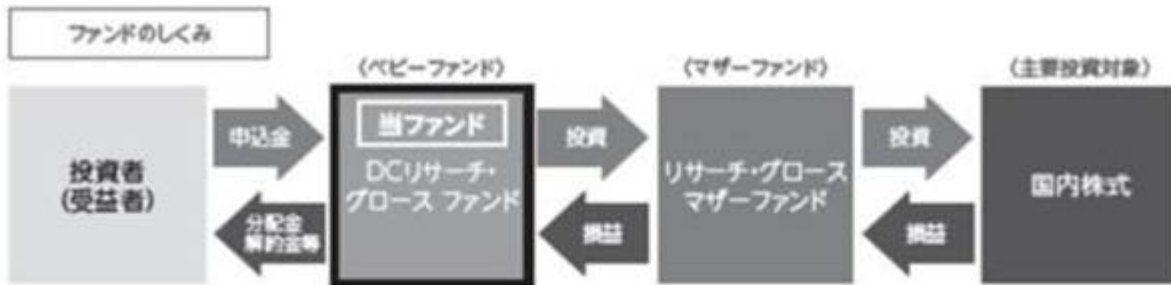 ファンドのしくみ
〈ベビーファンド〉
〈マザーファンド〉
〈主要投資対象〉
投資者
(受益者)
申込金
分配金
解約金等
当ファンド
DCリサーチ・
グロース ファンド
投資
損益
リサーチ・グロース
マザーファンド
投資
損益
国内株式